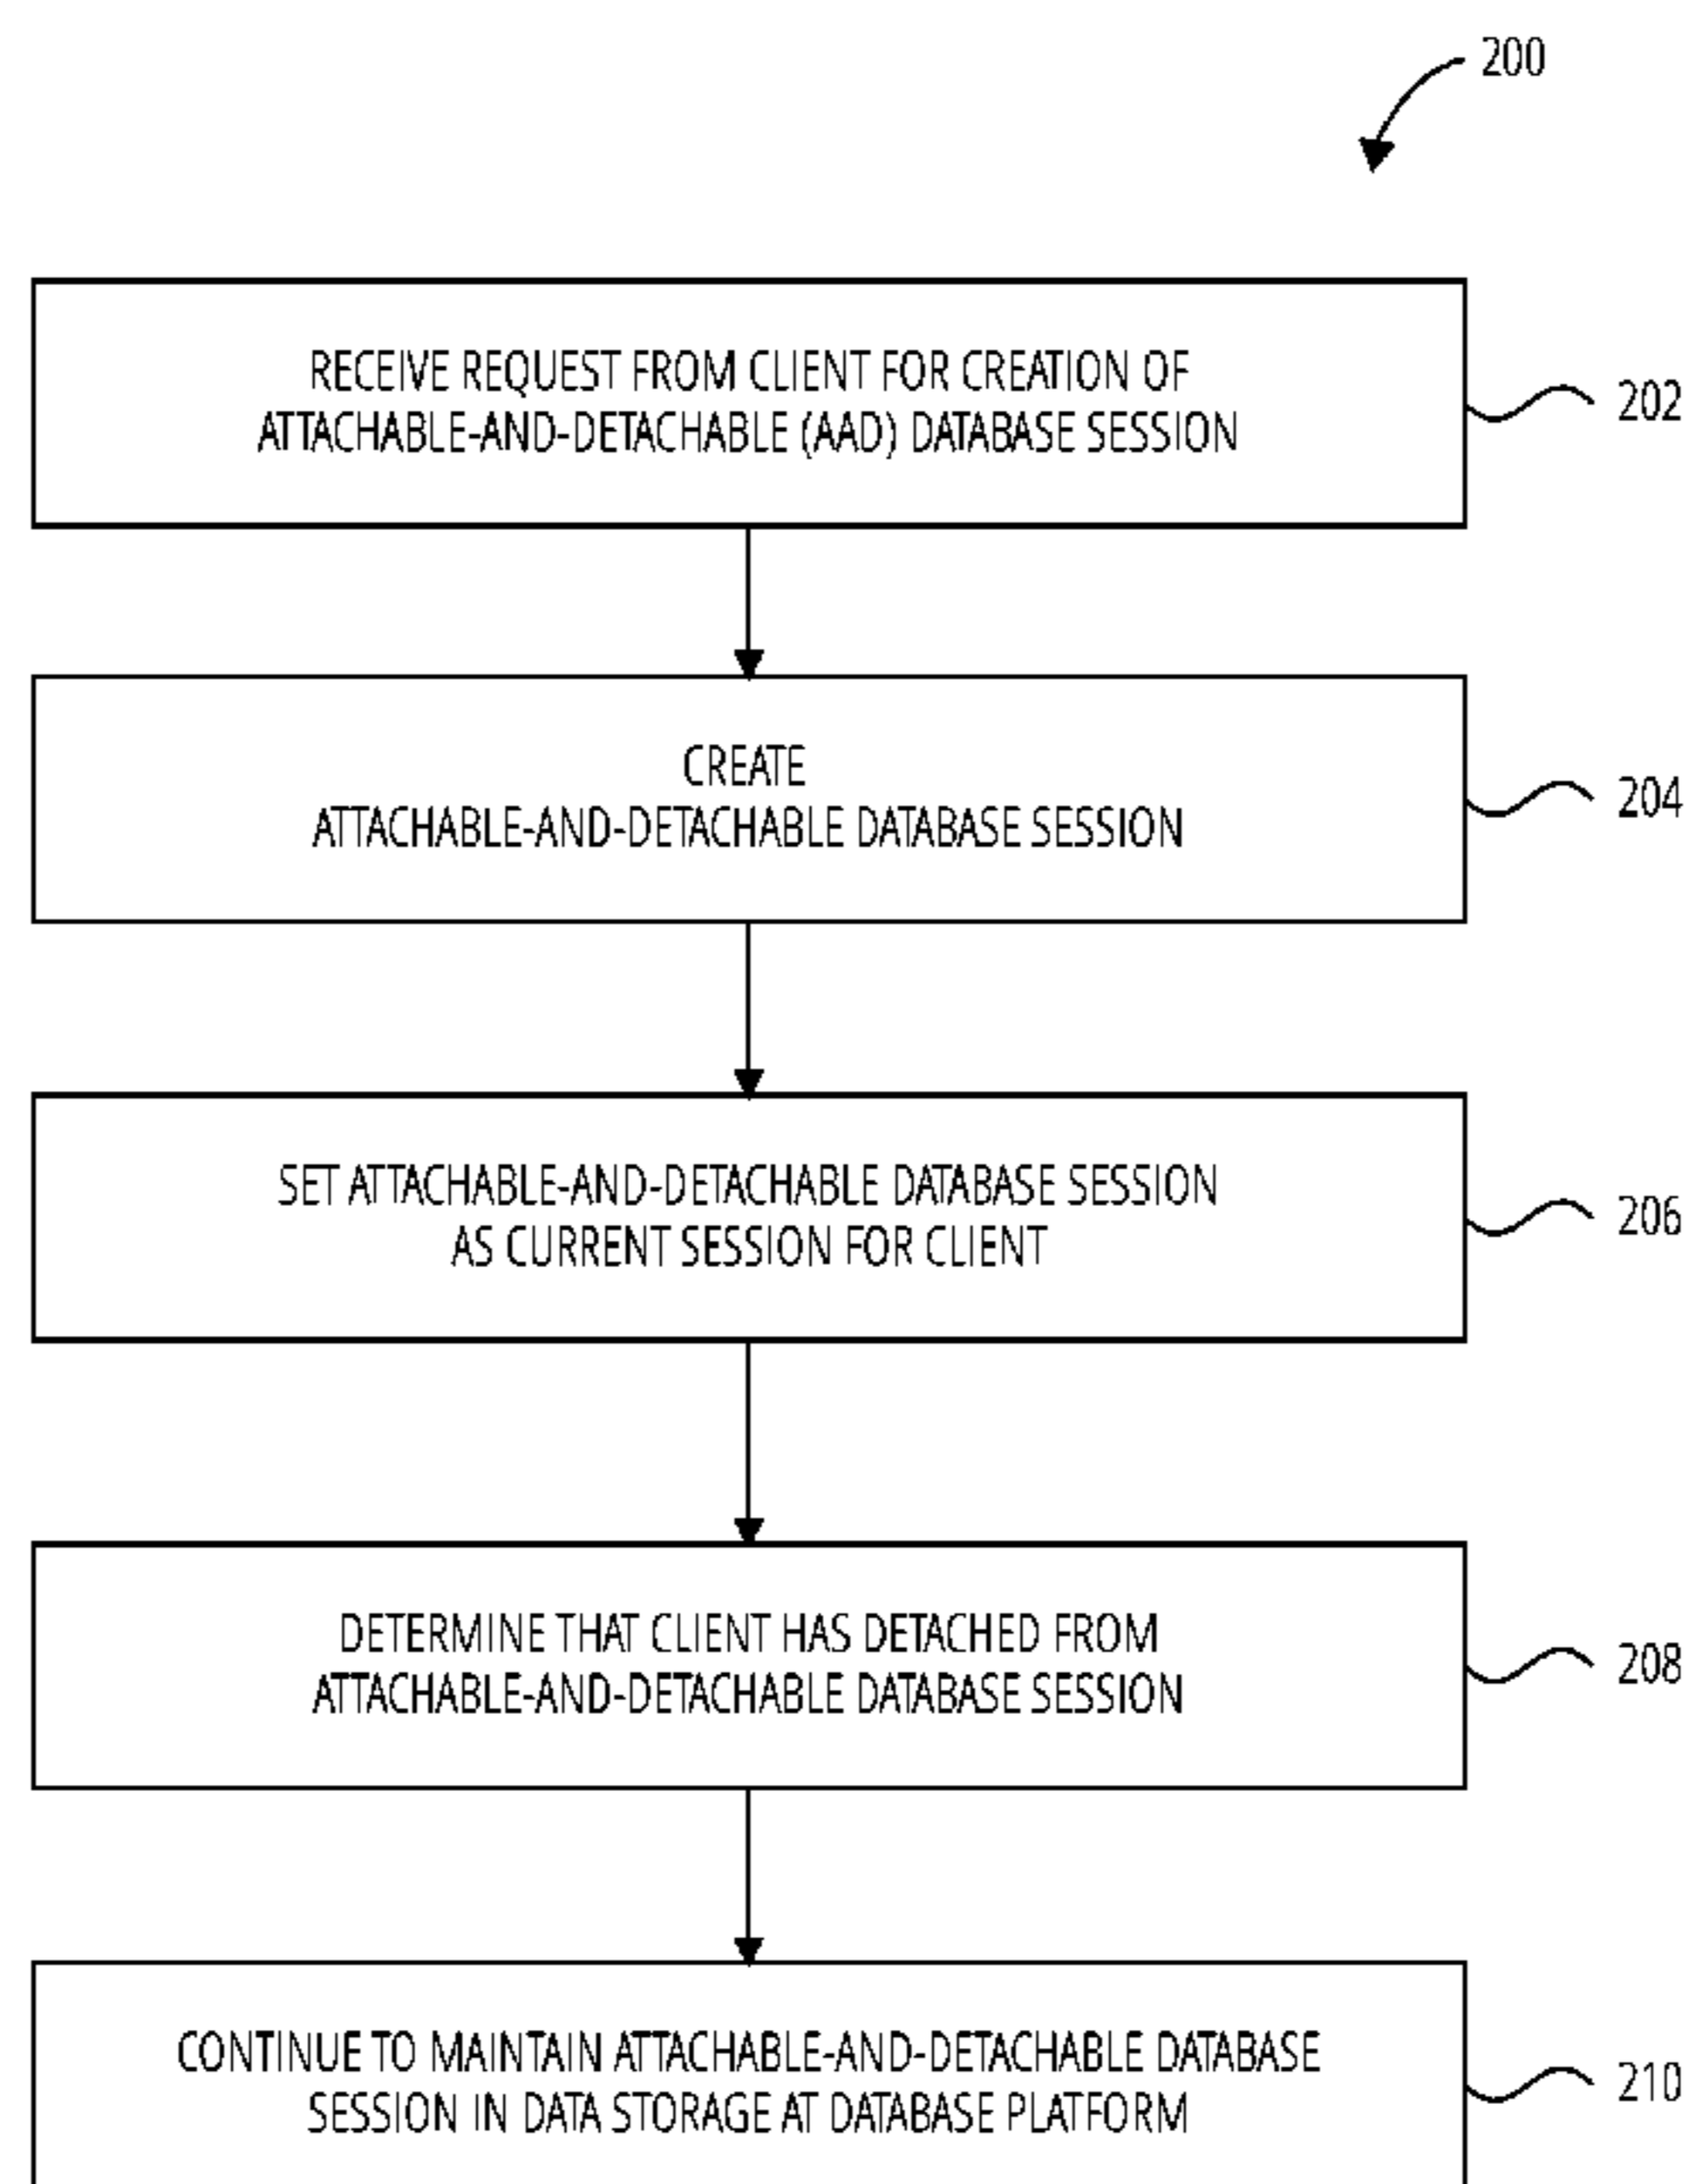 200
RECEIVE REQUEST FROM CLIENT FOR CREATION OF
ATTACHABLE-AND-DETACHABLE (AAD) DATABASE SESSION
202
CREATE
ATTACHABLE-AND-DETACHABLE DATABASE SESSION
204
SET ATTACHABLE-AND-DETACHABLE DATABASE SESSION
AS CURRENT SESSION FOR CLIENT
206
DETERMINE THAT CLIENT HAS DETACHED FROM
ATTACHABLE-AND-DETACHABLE DATABASE SESSION
208
CONTINUE TO MAINTAIN ATTACHABLE-AND-DETACHABLE DATABASE
SESSION IN DATA STORAGE AT DATABASE PLATFORM
210